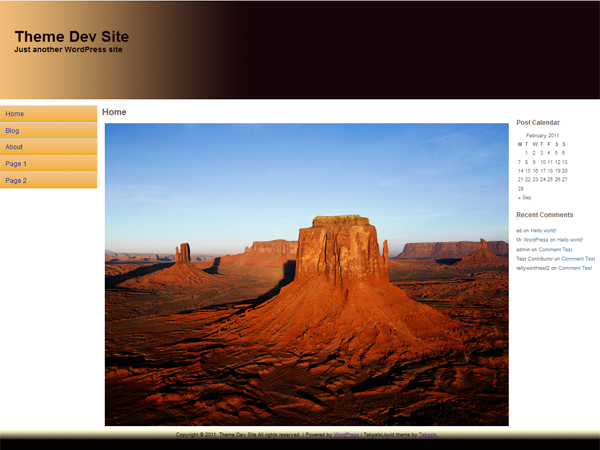 Theme Dev Site
Just another WordPress site
Home
Blog
About
Page 1
Page 2
Home
Post Calendar
February 2011
M T W T F S S
1 2 3 4 5 6
7 8 9 10 11 12 13
14 15 16 17 18 19 20
21 22 23 24 25 26 27
28
« Sep
Recent Comments
ed on Hello world!
Mr WordPress on Hello world!
admin on Comment Test
Test Contributor on Comment Test
tellyworthtest2 on Comment Test
Copyright © 2011. Theme Dev Site All rights reserved. | Powered by WordPress | TekpalsLiquid theme by Tekpals.